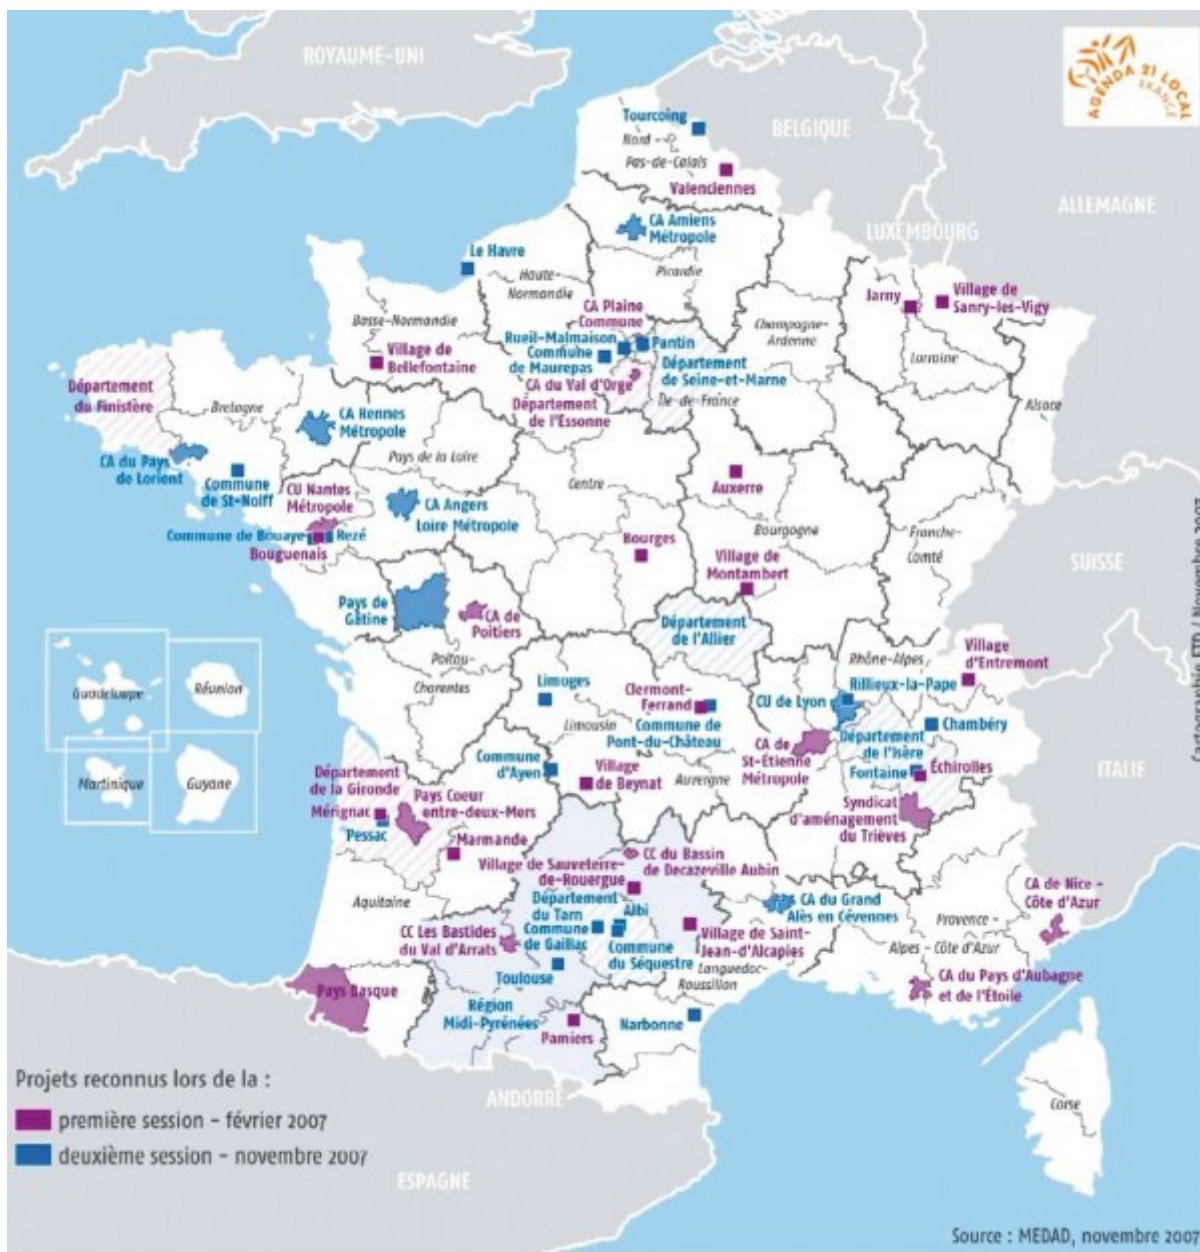 ROYAUME-UNI
AGENDA 21 LOCAL
FRANCE
BELGIQUE
ALLEMAGNE
LUXEMBOURG
Tourcoing
Nord -
Pas-de-Calais
Valenciennes
CA Amiens
Métropole
Picardie
Le Havre
Haute-
Normandie
Basse-Normandie
Village de
Bellefontaine
CA Plaine
Commune
Rueil-Malmaison
Commune
de Maurepas
Pantin
Département
de Seine-et-Marne
CA du Val d'Orge
Département
de l'Essonne
Île-de-France
Champagne-
Ardenne
Jarny
Village de
Sanry-les-Vigy
Lorraine
Alsace
Département
du Finistère
Bretagne
CA Rennes
Métropole
CA du Pays
de Lorient
Commune
de St-Nolff
Pays de la Loire
CU Nantes
Métropole
CA Angers
Loire Métropole
Commune de Bouaye
Rezé
Bouguenais
Centre
Auxerre
Bourgogne
Bourges
Village de
Montambert
Franche-
Comté
SUISSE
Pays de
Gâtine
CA de
Poitiers
Poitou-
Charentes
Département
de l'Allier
Guadeloupe
Réunion
Martinique
Guyane
Limoges
Limousin
Clermont-
Ferrand
Commune de
Pont-du-Château
Auvergne
Rhône-Alpes
Village
d'Entremont
Rillieux-la-Pape
CU de Lyon
Chambéry
Département
de l'Isère
CA de
St-Étienne
Métropole
Fontaine
Échirolles
Syndicat
d'aménagement
du Trièves
ITALIE
Commune
d'Ayen
Village
de Beynat
Département
de la Gironde
Mérignac
Pessac
Pays Coeur
entre-deux-Mers
Marmande
Aquitaine
Village de Sauveterre-
de-Rouergue
CC du Bassin
de Decazeville Aubin
Département
du Tarn
Albi
Commune
de Gaillac
Commune
du Séquestre
Village de Saint-
Jean-d'Alcapies
CC Les Bastides
du Val d'Arrats
Toulouse
Région
Midi-Pyrénées
Pamiers
Pays Basque
Languedoc-
Roussillon
Narbonne
CA du Grand
Alès en Cévennes
Provence -
Alpes - Côte d'Azur
CA de Nice -
Côte d'Azur
CA du Pays d'Aubagne
et de l'Étoile
Corse
ANDORRE
ESPAGNE
Projets reconnus lors de la :
première session - février 2007
deuxième session - novembre 2007
Source : MEDAD, novembre 2007
Cartographie ETD / Novembre 2007